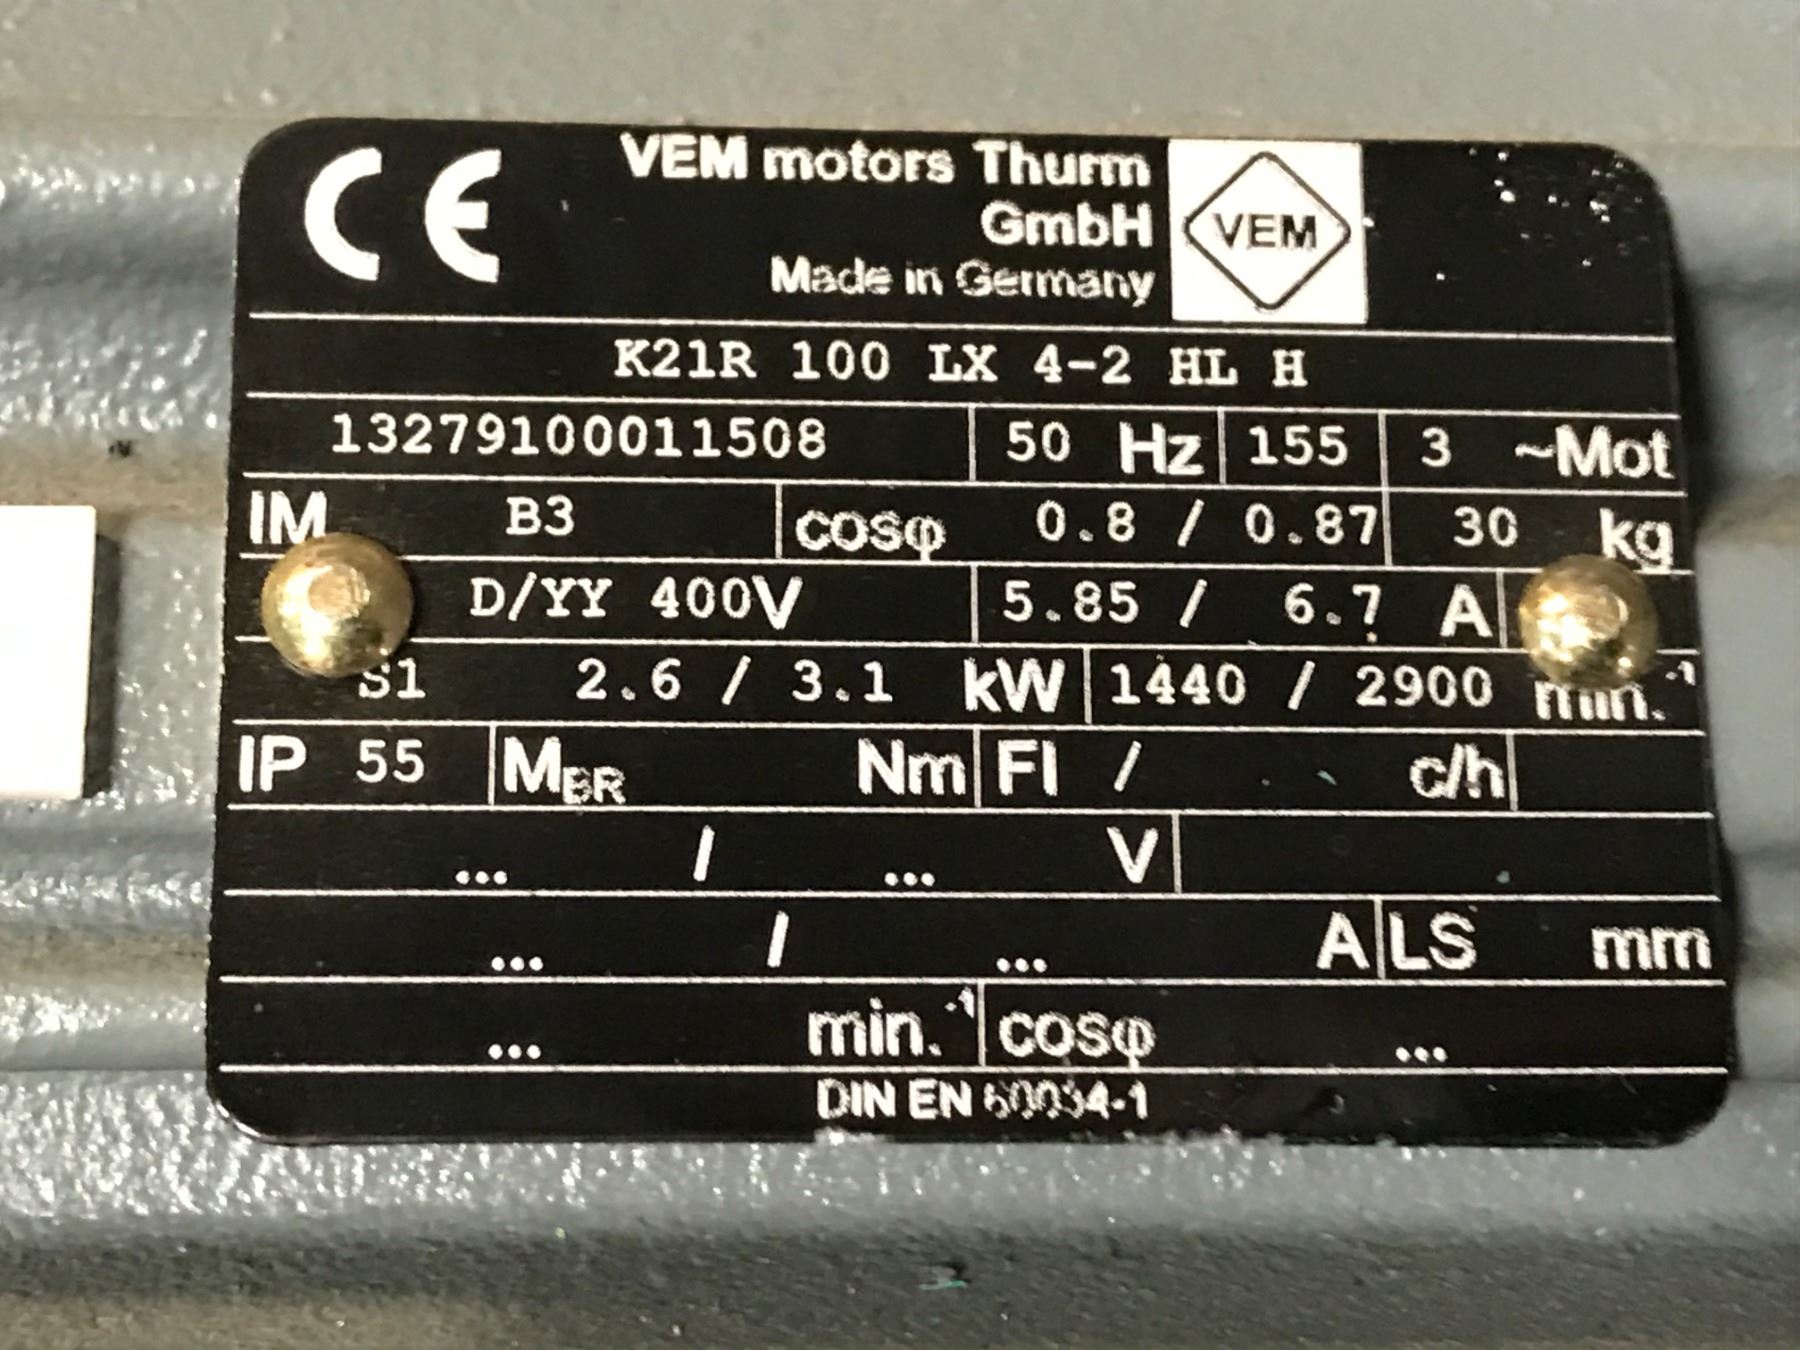 CE VEM motors Thurm
GmbH
Made in Germany
VEM
K21R 100 LX 4-2 HL H
13279100011508 50 Hz 155 3 ~Mot
IM B3 cosφ 0.8 / 0.87 30 kg
D/YY 400V 5.85 / 6.7 A
S1 2.6 / 3.1 kW 1440 / 2900 min.-1
IP 55 MBR Nm FI / c/h
... / ... V
... / ... A LS mm
... min.-1 cosφ ...
DIN EN 60034-1